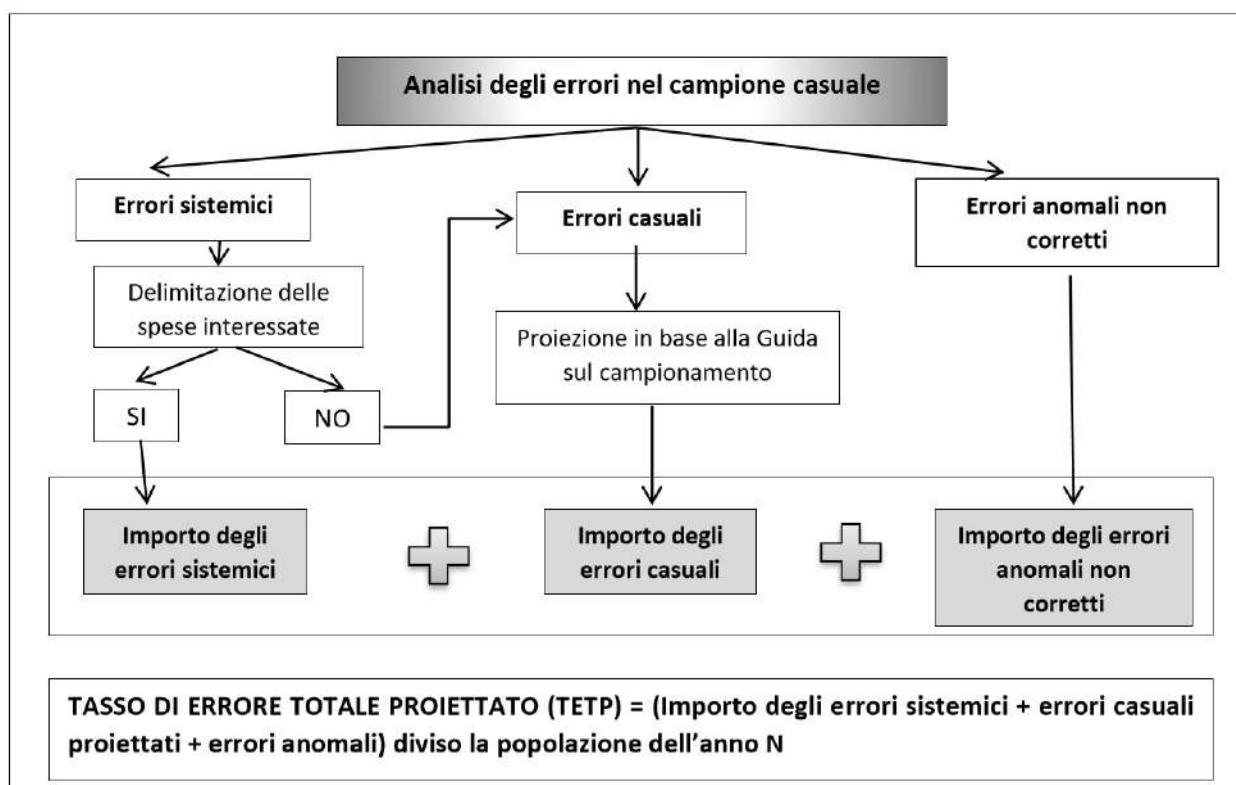 Analisi degli errori nel campione casuale
Errori sistemici
Errori casuali
Errori anomali non
corretti
Delimitazione delle
spese interessate
Proiezione in base alla Guida
sul campionamento
SI
NO
Importo degli
errori sistemici
Importo degli
errori casuali
Importo degli errori
anomali non
corretti
TASSO DI ERRORE TOTALE PROIETTATO (TETP) = (Importo degli errori sistemici + errori casuali
proiettati + errori anomali) diviso la popolazione dell'anno N